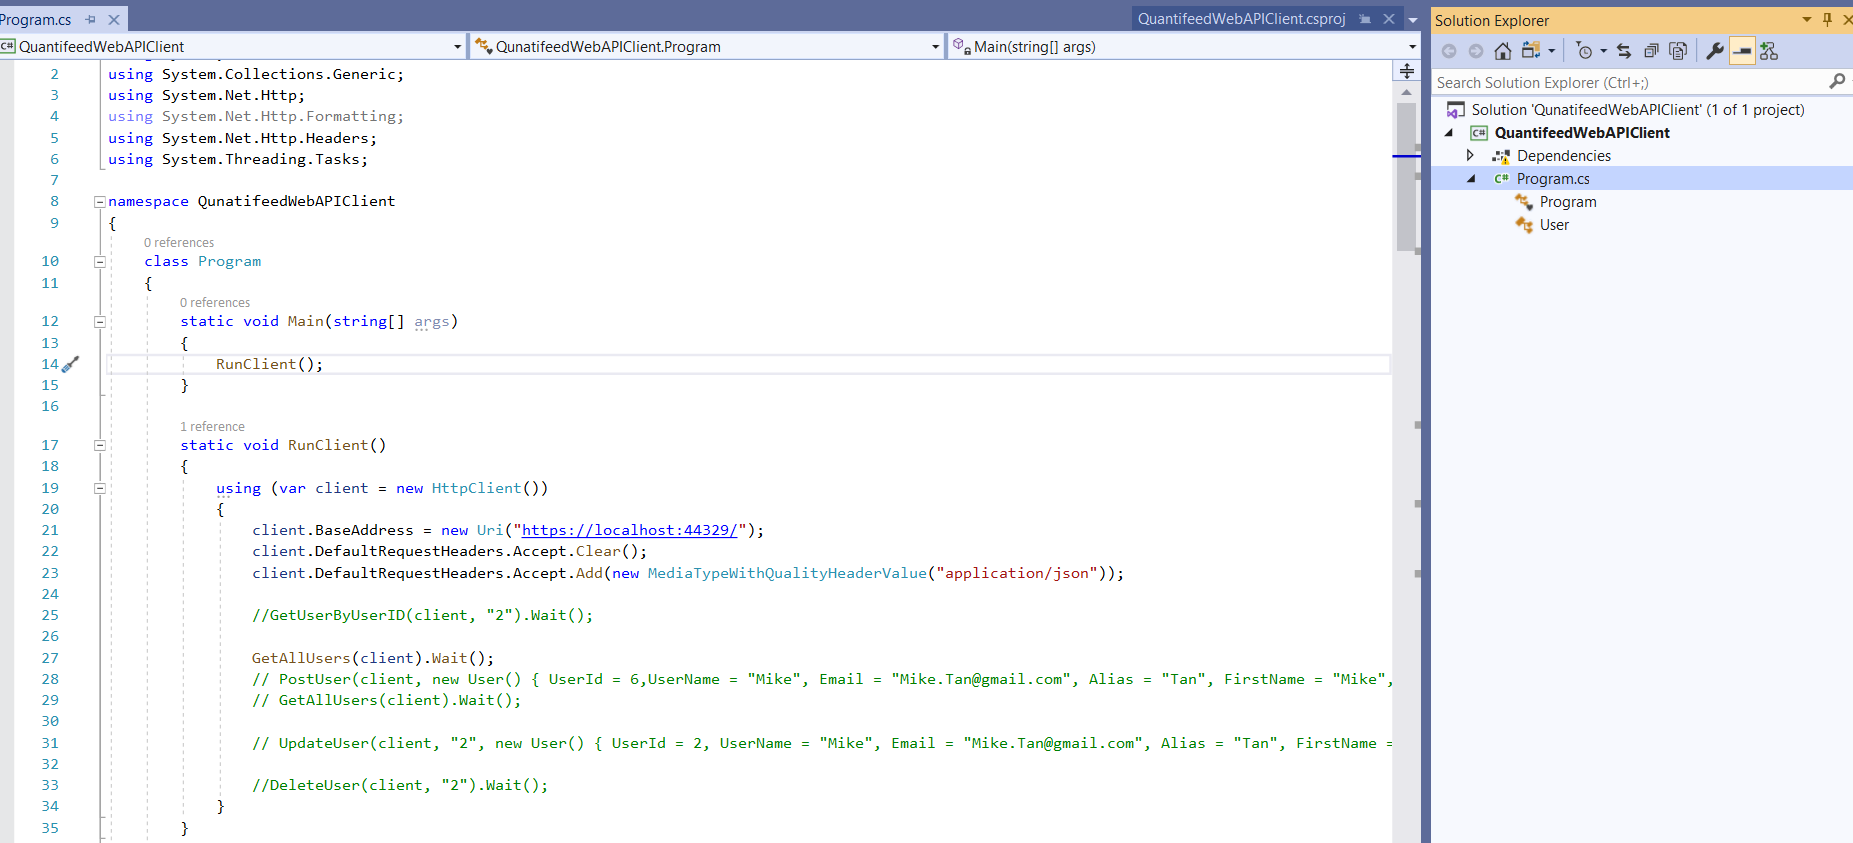 Program.cs
QuantifeedWebAPIClient.csproj
C# QuantifeedWebAPIClient
QunatifeedWebAPIClient.Program
Main(string[] args)
2 using System.Collections.Generic;
3 using System.Net.Http;
4 using System.Net.Http.Formatting;
5 using System.Net.Http.Headers;
6 using System.Threading.Tasks;
7
8 namespace QunatifeedWebAPIClient
9 {
0 references
10 class Program
11 {
0 references
12 static void Main(string[] args)
13 {
14 RunClient();
15 }
16
1 reference
17 static void RunClient()
18 {
19 using (var client = new HttpClient())
20 {
21 client.BaseAddress = new Uri("https://localhost:44329/");
22 client.DefaultRequestHeaders.Accept.Clear();
23 client.DefaultRequestHeaders.Accept.Add(new MediaTypeWithQualityHeaderValue("application/json"));
24
25 //GetUserByUserID(client, "2").Wait();
26
27 GetAllUsers(client).Wait();
28 // PostUser(client, new User() { UserId = 6,UserName = "Mike", Email = "Mike.Tan@gmail.com", Alias = "Tan", FirstName = "Mike",
29 // GetAllUsers(client).Wait();
30
31 // UpdateUser(client, "2", new User() { UserId = 2, UserName = "Mike", Email = "Mike.Tan@gmail.com", Alias = "Tan", FirstName =
32
33 //DeleteUser(client, "2").Wait();
34 }
35 }
Solution Explorer
Search Solution Explorer (Ctrl+;)
Solution 'QunatifeedWebAPIClient' (1 of 1 project)
C# QuantifeedWebAPIClient
Dependencies
C# Program.cs
Program
User